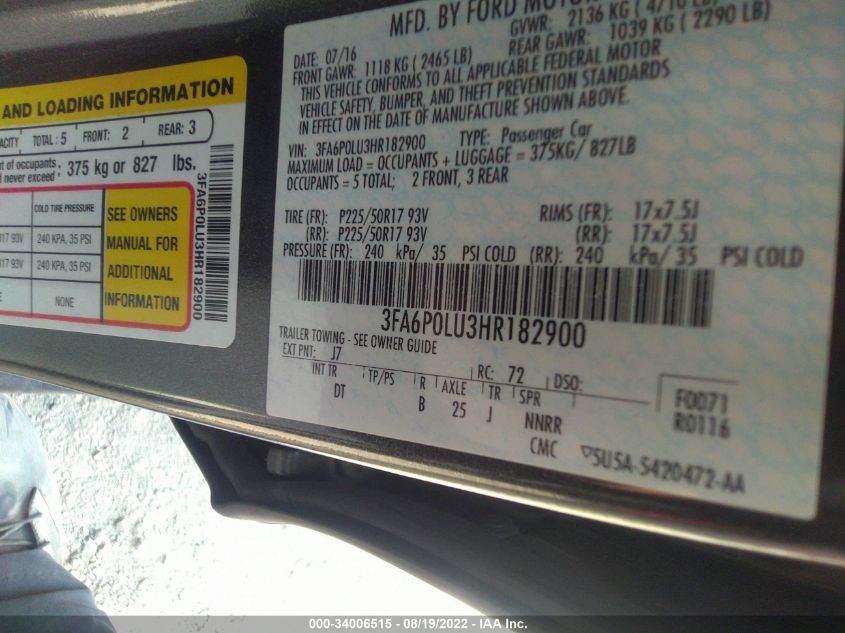 AND LOADING INFORMATION
TOTAL: 5 FRONT: 2 REAR: 3
of occupants
never exceed: 375 kg or 827 lbs.
COLD TIRE PRESSURE
93V 240 KPA, 35 PSI
93V 240 KPA, 35 PSI
NONE
SEE OWNERS
MANUAL FOR
ADDITIONAL
INFORMATION
3FA6P0LU3HR182900
MFD. BY FORD
DATE: 07/16 GVWR: 2136 KG
FRONT GAWR: 1118 KG ( 2465 LB) REAR GAWR: 1039 KG ( 2290 LB)
THIS VEHICLE CONFORMS TO ALL APPLICABLE FEDERAL MOTOR
VEHICLE SAFETY, BUMPER, AND THEFT PREVENTION STANDARDS
IN EFFECT ON THE DATE OF MANUFACTURE SHOWN ABOVE.
VIN: 3FA6P0LU3HR182900 TYPE: Passenger Car
MAXIMUM LOAD = OCCUPANTS + LUGGAGE = 375KG/ 827LB
OCCUPANTS = 5 TOTAL; 2 FRONT, 3 REAR
TIRE (FR): P225/50R17 93V RIMS (FR): 17x7.5J
(RR): P225/50R17 93V (RR): 17x7.5J
PRESSURE (FR): 240 kPa/ 35 PSI COLD (RR): 240 kPa/ 35 PSI COLD
3FA6P0LU3HR182900
TRAILER TOWING - SEE OWNER GUIDE
EXT PNT: J7 RC: 72 DSO:
INT TR TP/PS R AXLE TR SPR
DT B 25 J NNRR
CMC
F0071
R0116
5U5A-5420472-AA
000-34006515 - 08/19/2022 - IAA Inc.